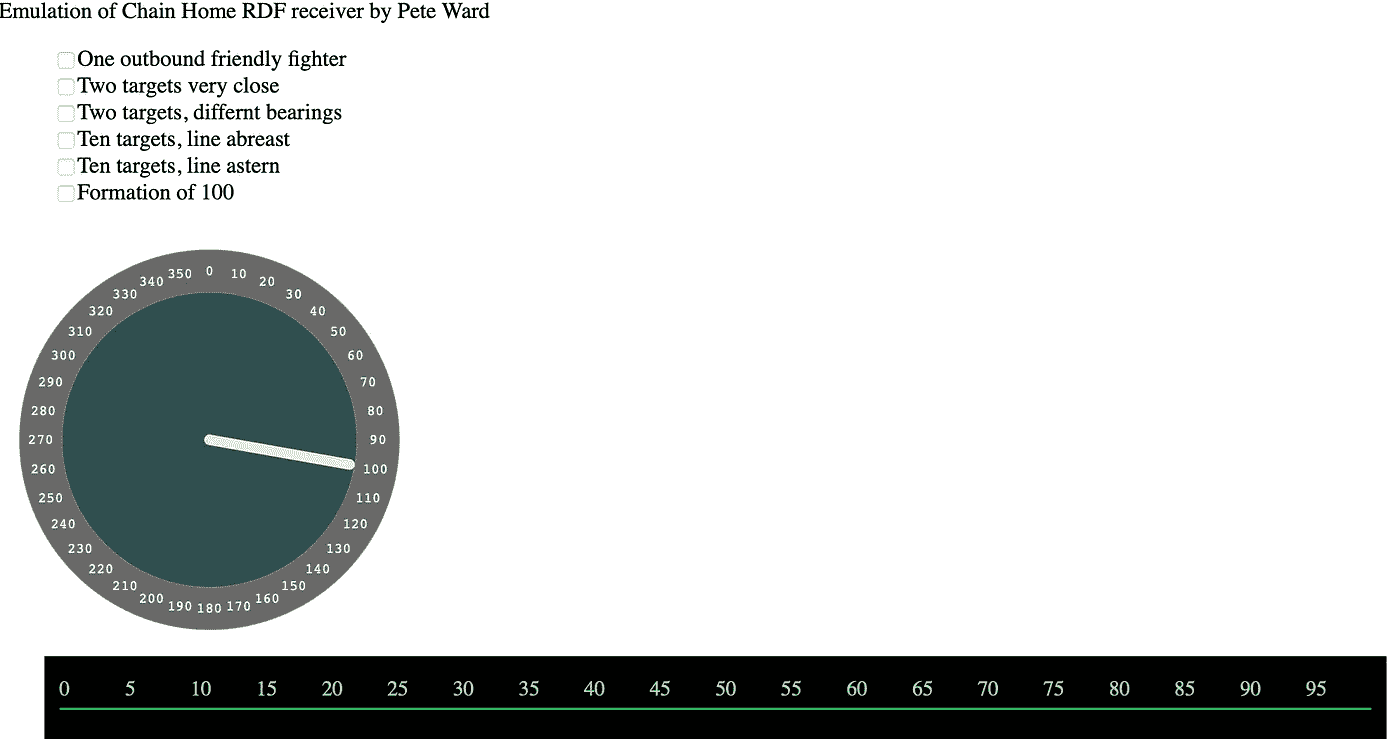 Emulation of Chain Home RDF receiver by Pete Ward
One outbound friendly fighter
Two targets very close
Two targets, differnt bearings
Ten targets, line abreast
Ten targets, line astern
Formation of 100
0 10 20 30 40 50 60 70 80 90 100 110 120 130 140 150 160 170 180 190 200 210 220 230 240 250 260 270 280 290 300 310 320 330 340 350
0 5 10 15 20 25 30 35 40 45 50 55 60 65 70 75 80 85 90 95